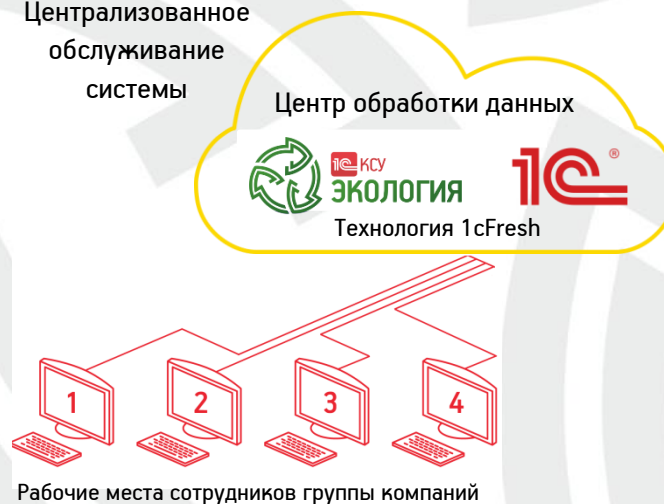 Централизованное
обслуживание
системы
Центр обработки данных
1С КСУ
ЭКОЛОГИЯ
1С®
Технология 1cFresh
1
2
3
4
Рабочие места сотрудников группы компаний